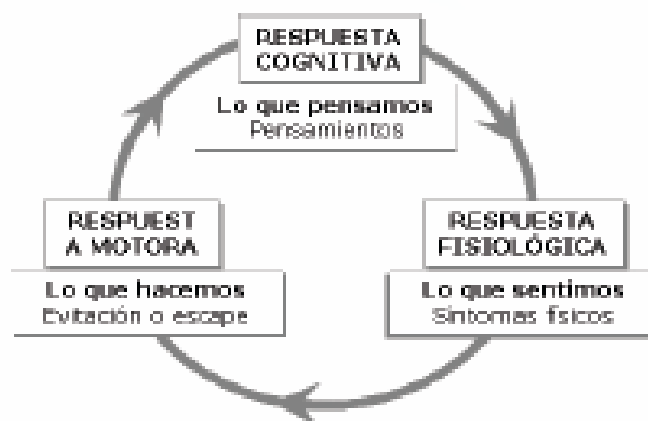 RESPUESTA
COGNITIVA
Lo que pensamos
Pensamientos
RESPUEST
A MOTORA
Lo que hacemos
Evitación o escape
RESPUESTA
FISIOLÓGICA
Lo que sentimos
Síntomas físicos